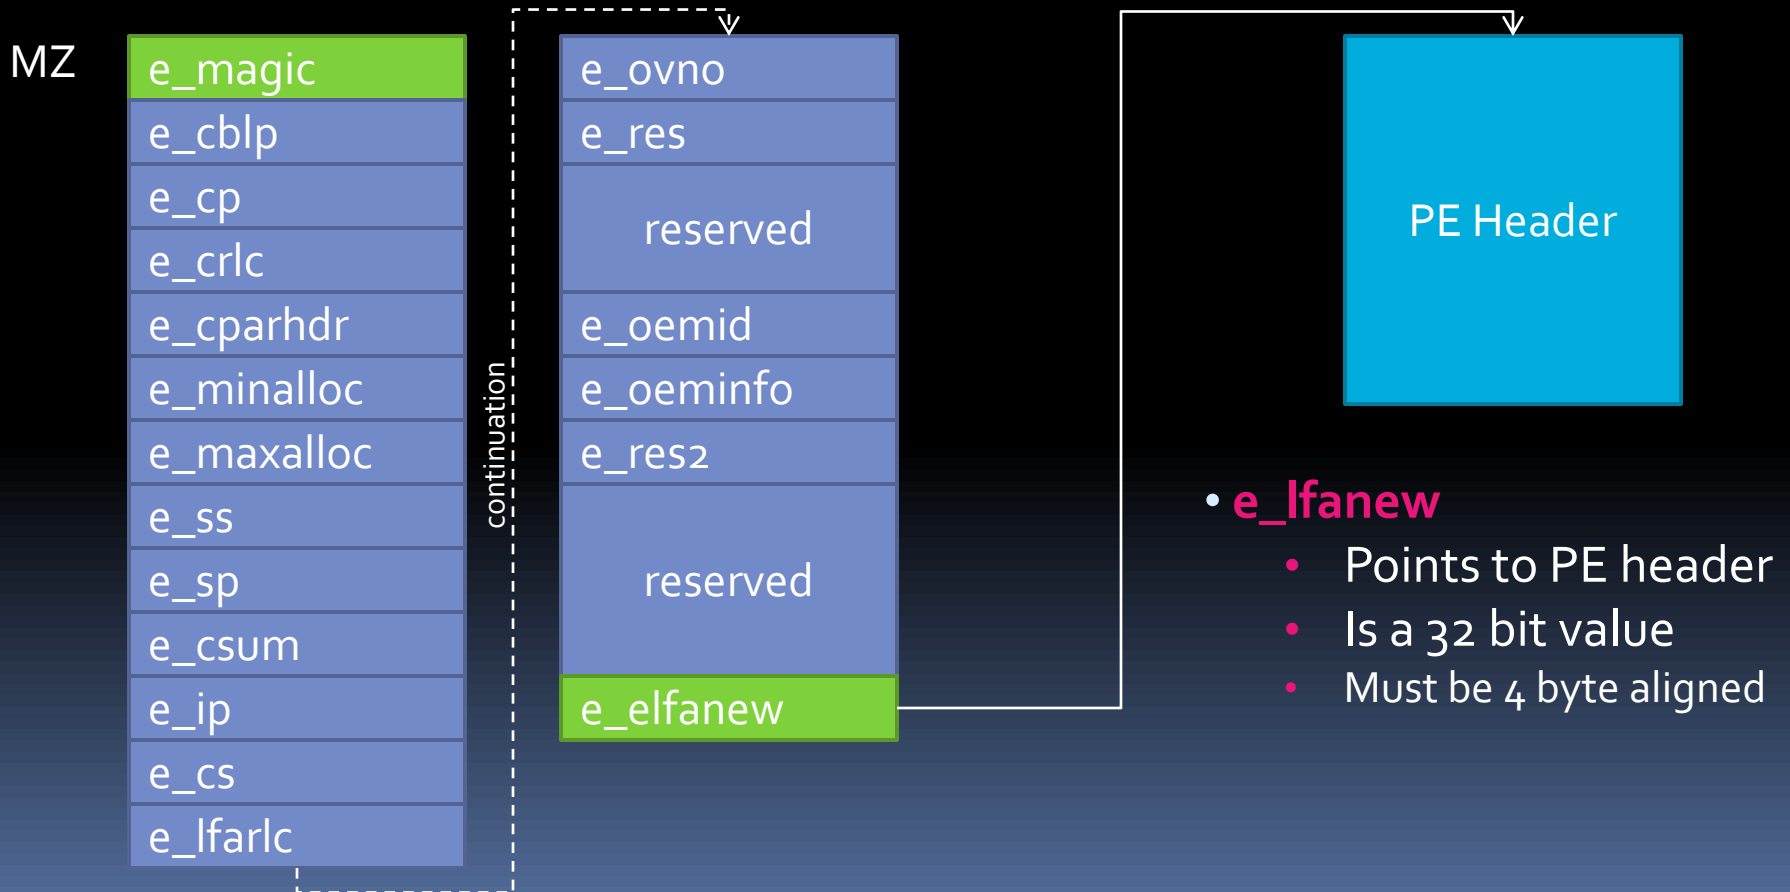 MZ
e_magic
e_cblp
e_cp
e_crlc
e_cparhdr
e_minalloc
e_maxalloc
e_ss
e_sp
e_csum
e_ip
e_cs
e_lfarlc
continuation
e_ovno
e_res
reserved
e_oemid
e_oeminfo
e_res2
reserved
e_elfanew
PE Header
• e_lfanew
• Points to PE header
• Is a 32 bit value
• Must be 4 byte aligned